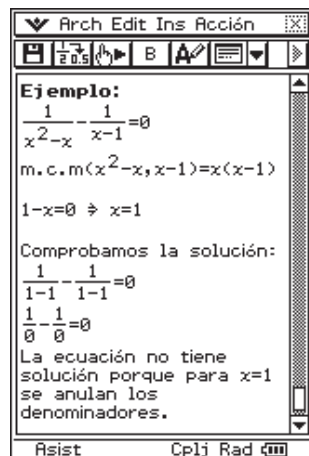 Arch Edit Ins Acción
B A
Ejemplo:
1/(x²-x) - 1/(x-1) =0
m.c.m(x²-x,x-1)=x(x-1)
1-x=0 ⇒ x=1
Comprobamos la solución:
1/(1-1) - 1/(1-1) =0
1/0 - 1/0 =0
La ecuación no tiene
solución porque para x=1
se anulan los
denominadores.
Asist Cplj Rad